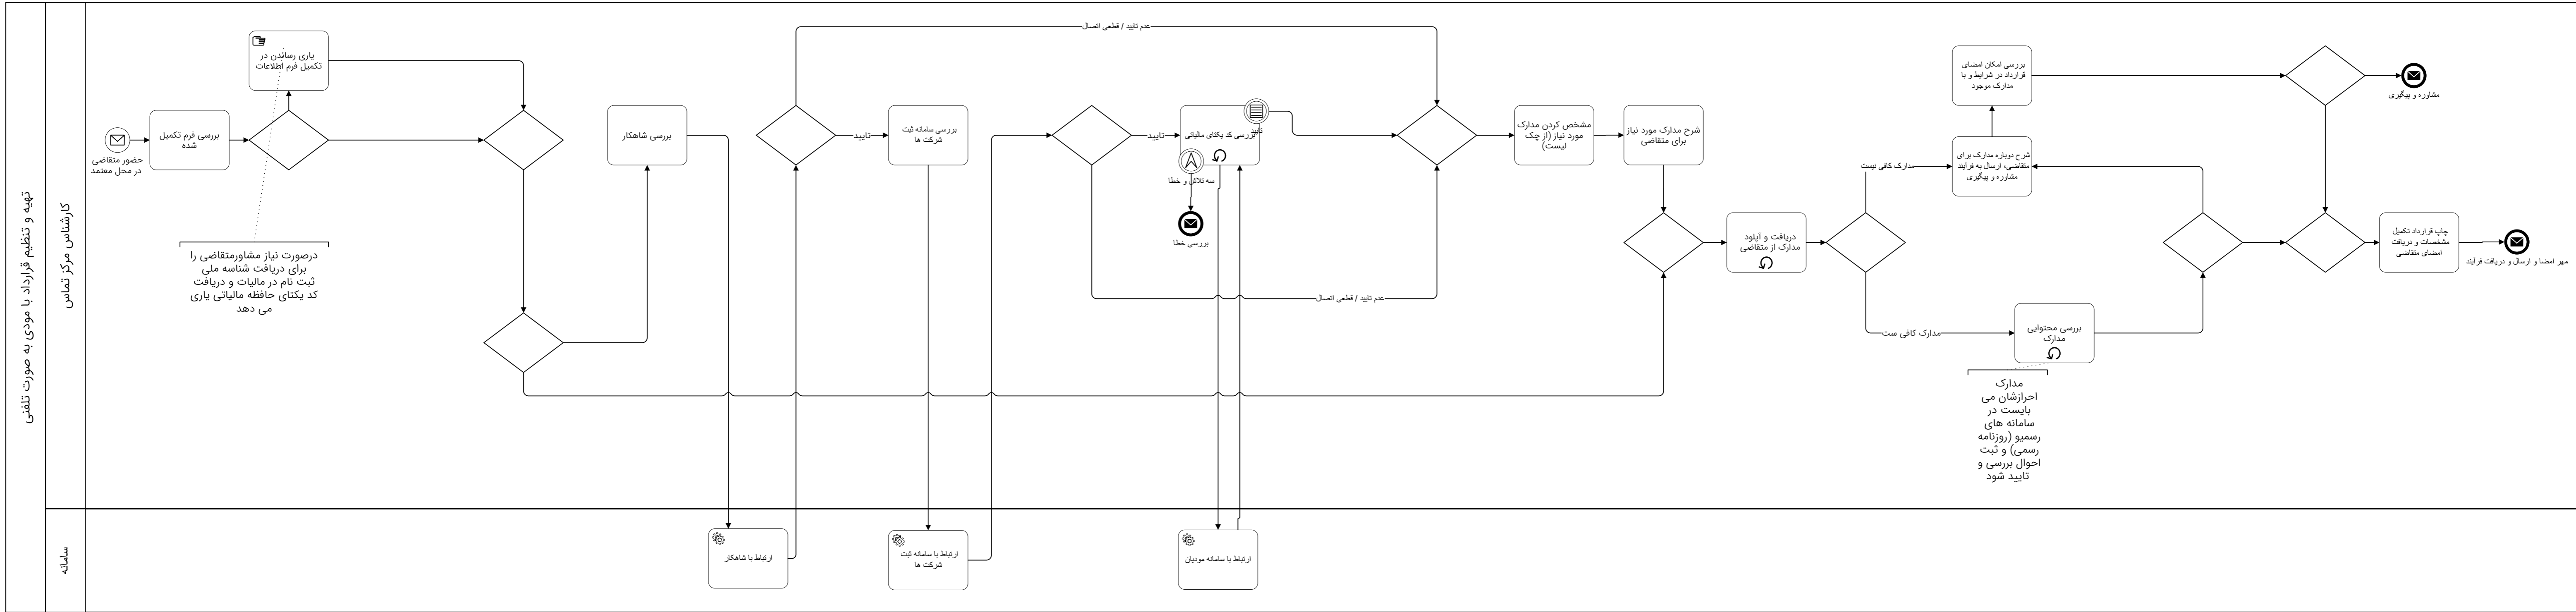 تهیه و تنظیم قرارداد با مودی به صورت تلفنی
کارشناس مرکز تماس
سامانه
حضور متقاضی
در محل معتمد
بررسی فرم تکمیل
شده
یاری رساندن در
تکمیل فرم اطلاعات
درصورت نیاز مشاورمتقاضی را
برای دریافت شناسه ملی
ثبت نام در مالیات و دریافت
کد یکتای حافظه مالیاتی یاری
می دهد
بررسی شاهکار
ارتباط با شاهکار
عدم تایید / قطعی اتصال
تایید
بررسی سامانه ثبت
شرکت ها
ارتباط با سامانه ثبت
شرکت ها
تایید
بررسی کد یکتای مالیاتی
تایید
سه تلاش و خطا
بررسی خطا
ارتباط با سامانه مودیان
عدم تایید / قطعی اتصال
مشخص کردن مدارک
مورد نیاز (از چک
لیست)
شرح مدارک مورد نیاز
برای متقاضی
دریافت و آپلود
مدارک از متقاضی
مدارک کافی نیست
مدارک کافی ست
بررسی امکان امضای
قرارداد در شرایط و با
مدارک موجود
شرح دوباره مدارک برای
متقاضی، ارسال به فرآیند
مشاوره و پیگیری
بررسی محتوایی
مدارک
مدارک
احرازشان می
بایست در
سامانه های
رسمیو (روزنامه
رسمی) و ثبت
احوال بررسی و
تایید شود
مشاوره و پیگیری
چاپ قرارداد تکمیل
مشخصات و دریافت
امضای متقاضی
مهر امضا و ارسال و دریافت فرآیند